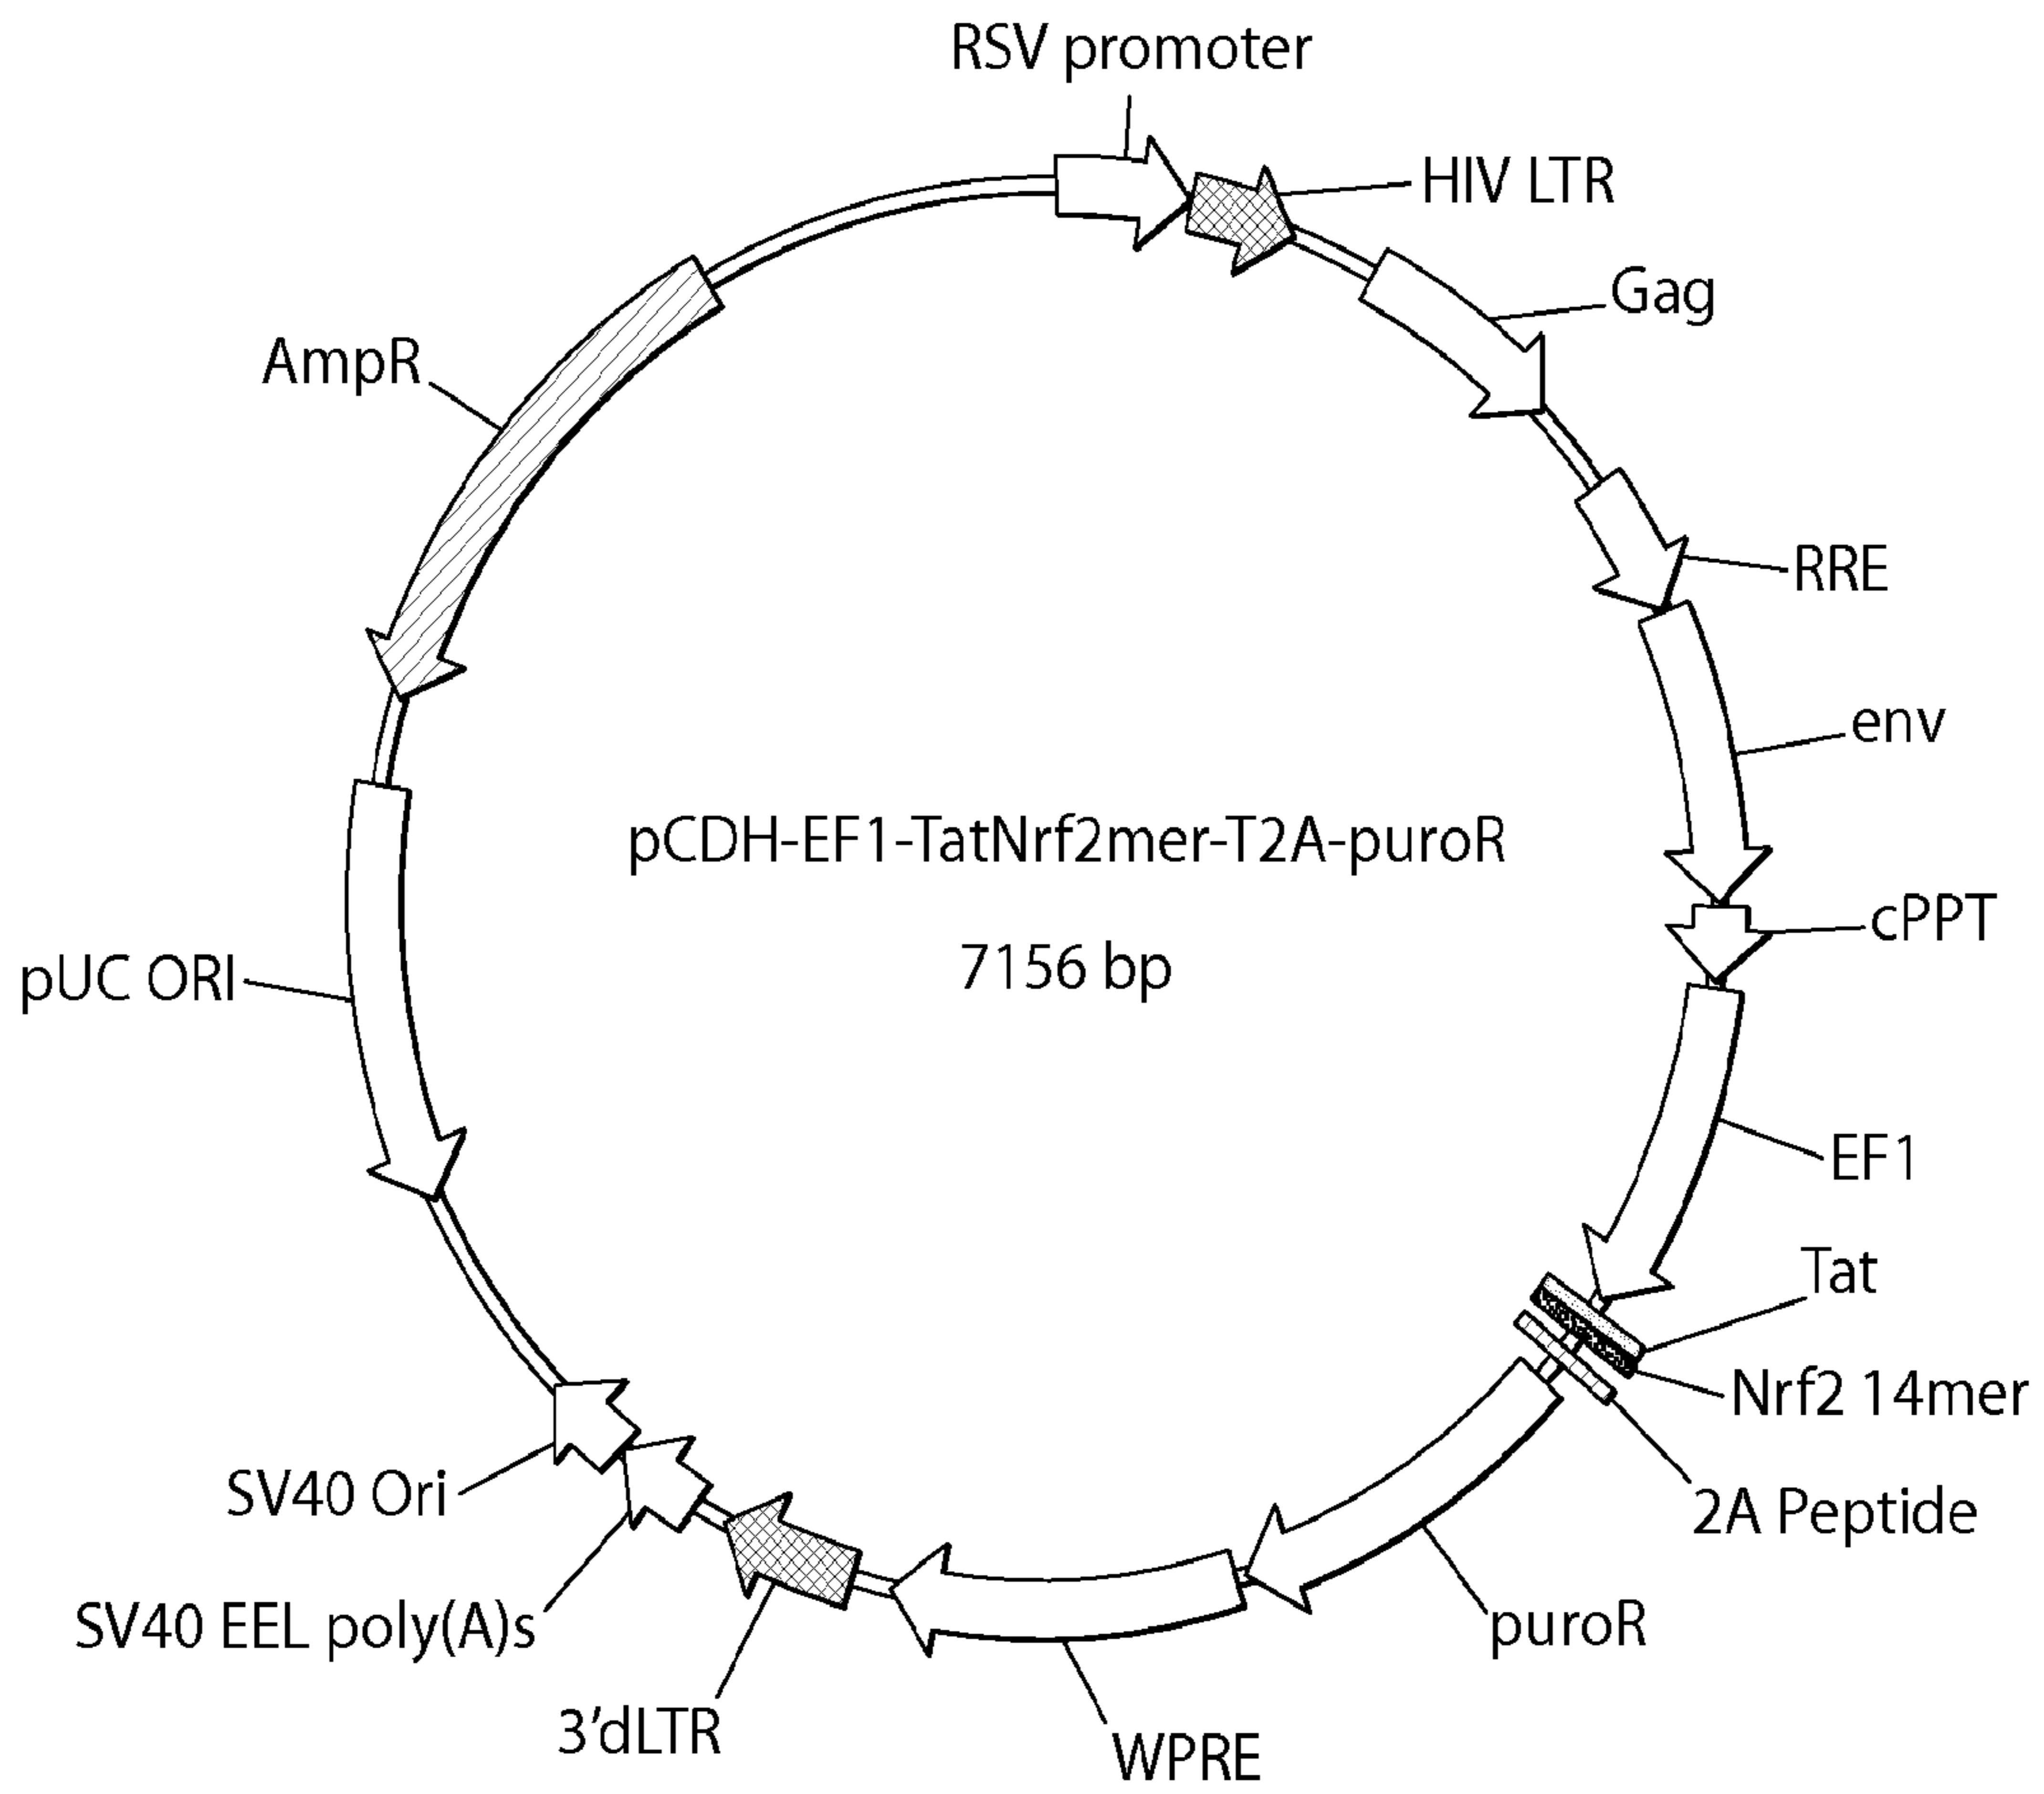 RSV promoter
HIV LTR
Gag
AmpR
RRE
env
pCDH-EF1-TatNrf2mer-T2A-puroR
cPPT
7156 bp
pUC ORI
EF1
Tat
Nrf2 14mer
SV40 Ori
2A Peptide
SV40 EEL poly(A)s
puroR
3'dLTR
WPRE